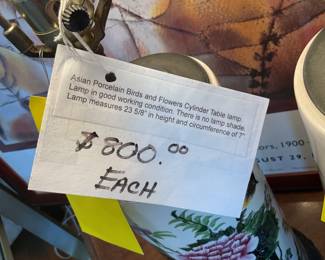 Asian Porcelain Birds and Flowers Cylinder Table lamp.
Lamp in good working condition. There is no lamp shade.
Lamp measures 23 5/8" in height and circumference of 7"
$800.00
EACH
ors, 1900
UST 29,